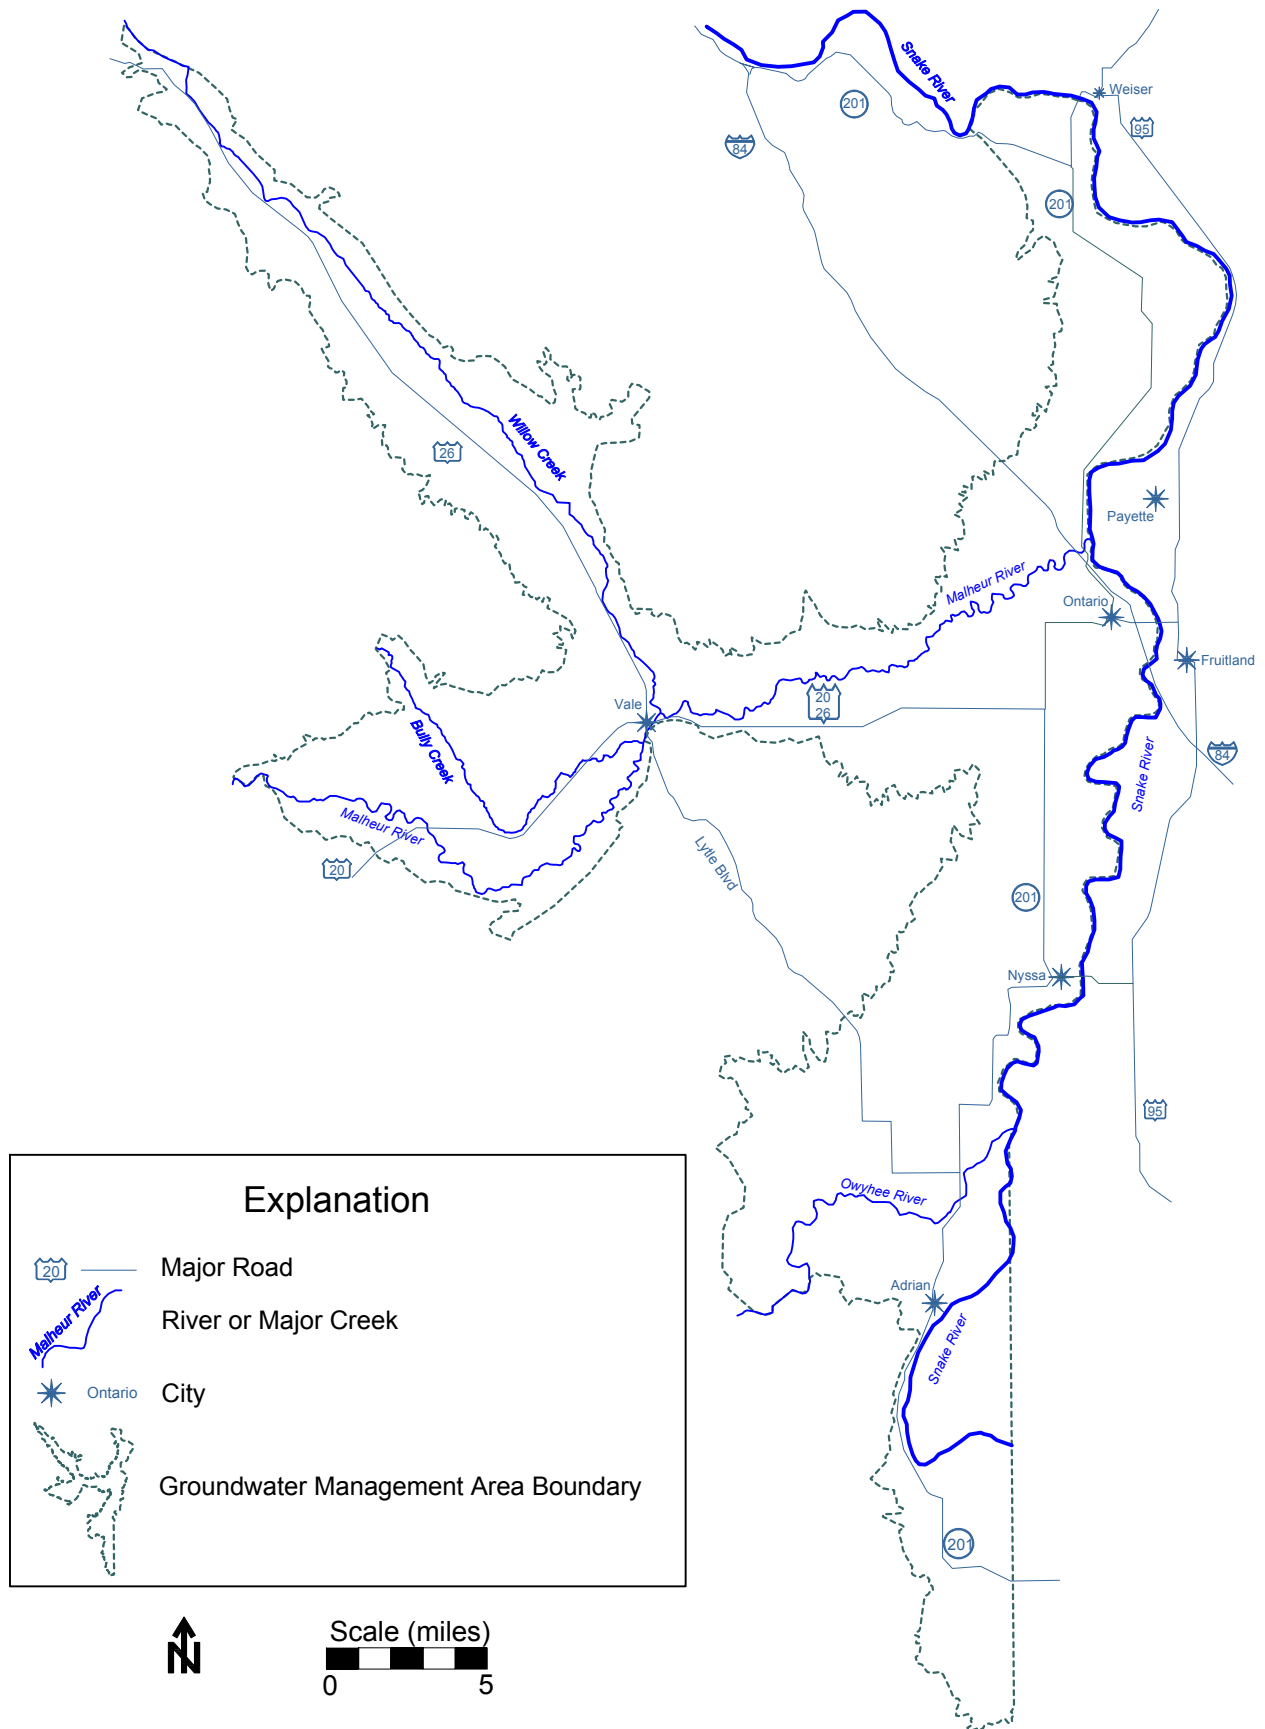 Snake River
Weiser
201
95
84
201
Willow Creek
26
Payette
Malheur River
Ontario
Fruitland
Vale
20
26
Bully Creek
84
Snake River
Malheur River
20
Lytle Blvd
201
Nyssa
95
Owyhee River
Adrian
Snake River
201
Explanation
20
Major Road
Malheur River
River or Major Creek
Ontario
City
Groundwater Management Area Boundary
N
Scale (miles)
0
5